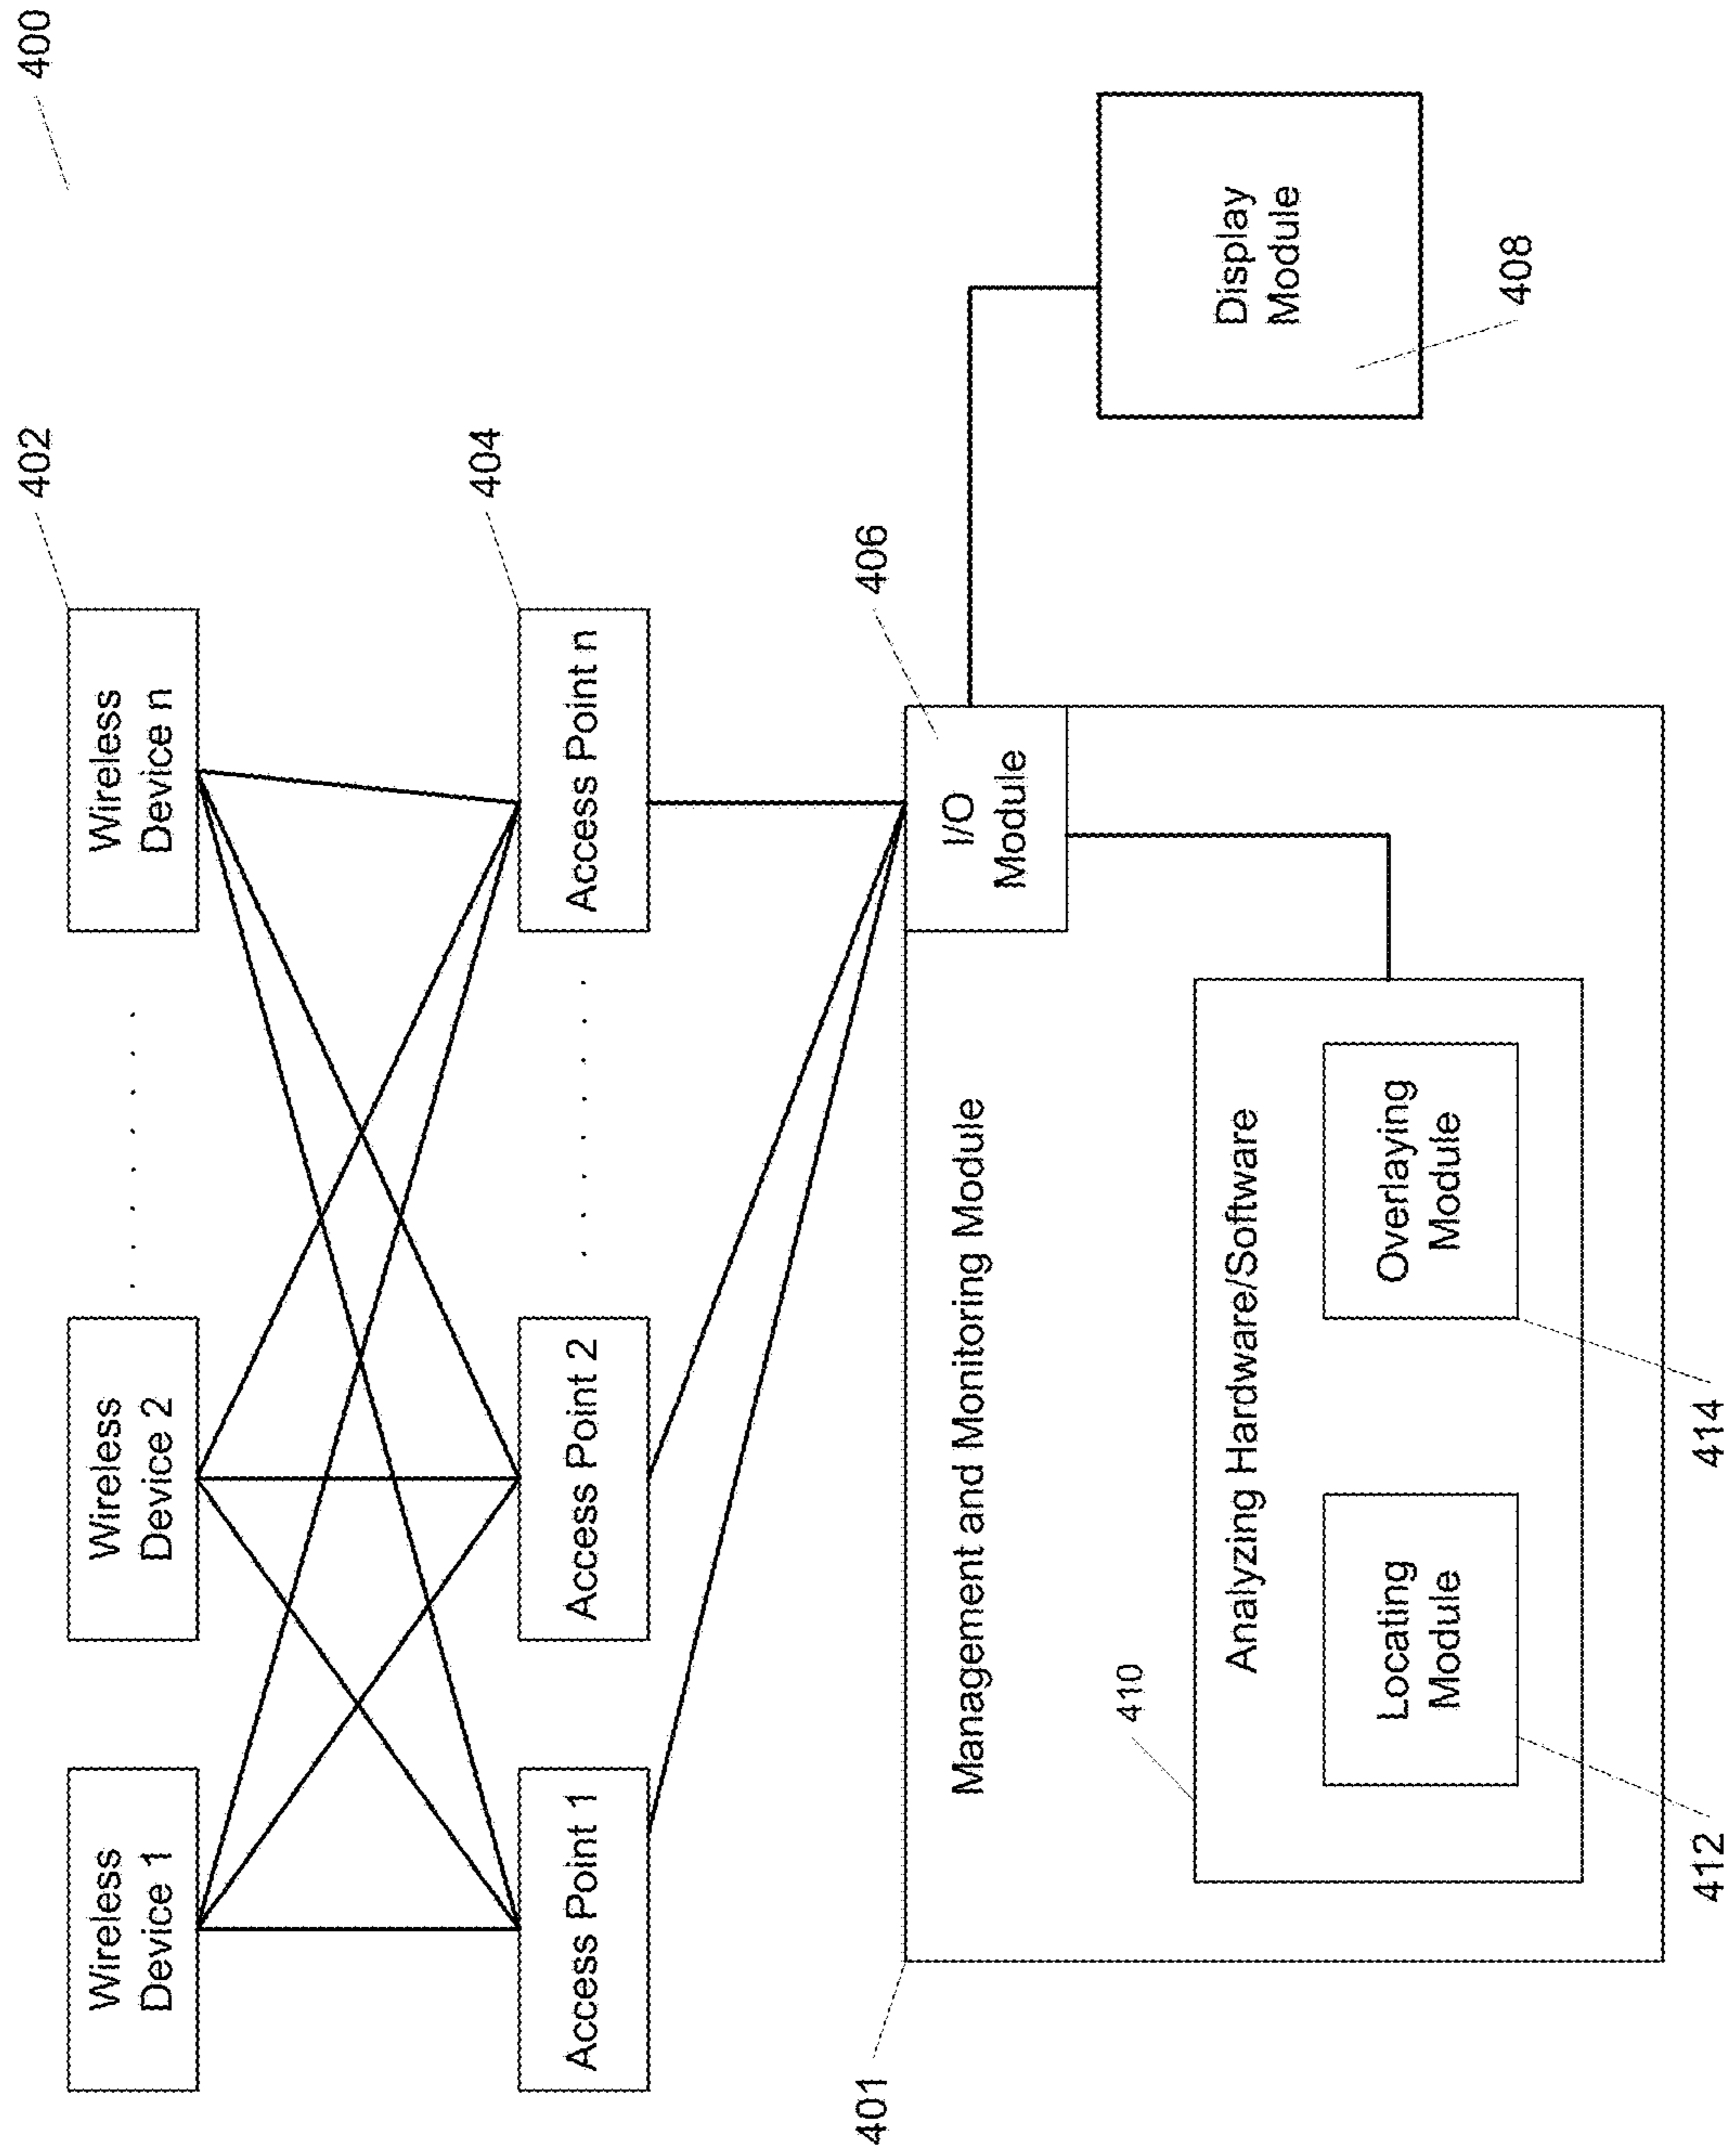 400
402
Wireless
Device 1
Wireless
Device 2
. . . . . . . .
Wireless
Device n
404
Access Point 1
Access Point 2
. . . . . . . .
Access Point n
401
406
I/O
Module
Management and Monitoring Module
Display
Module
408
410
Analyzing Hardware/Software
Locating
Module
Overlaying
Module
412
414